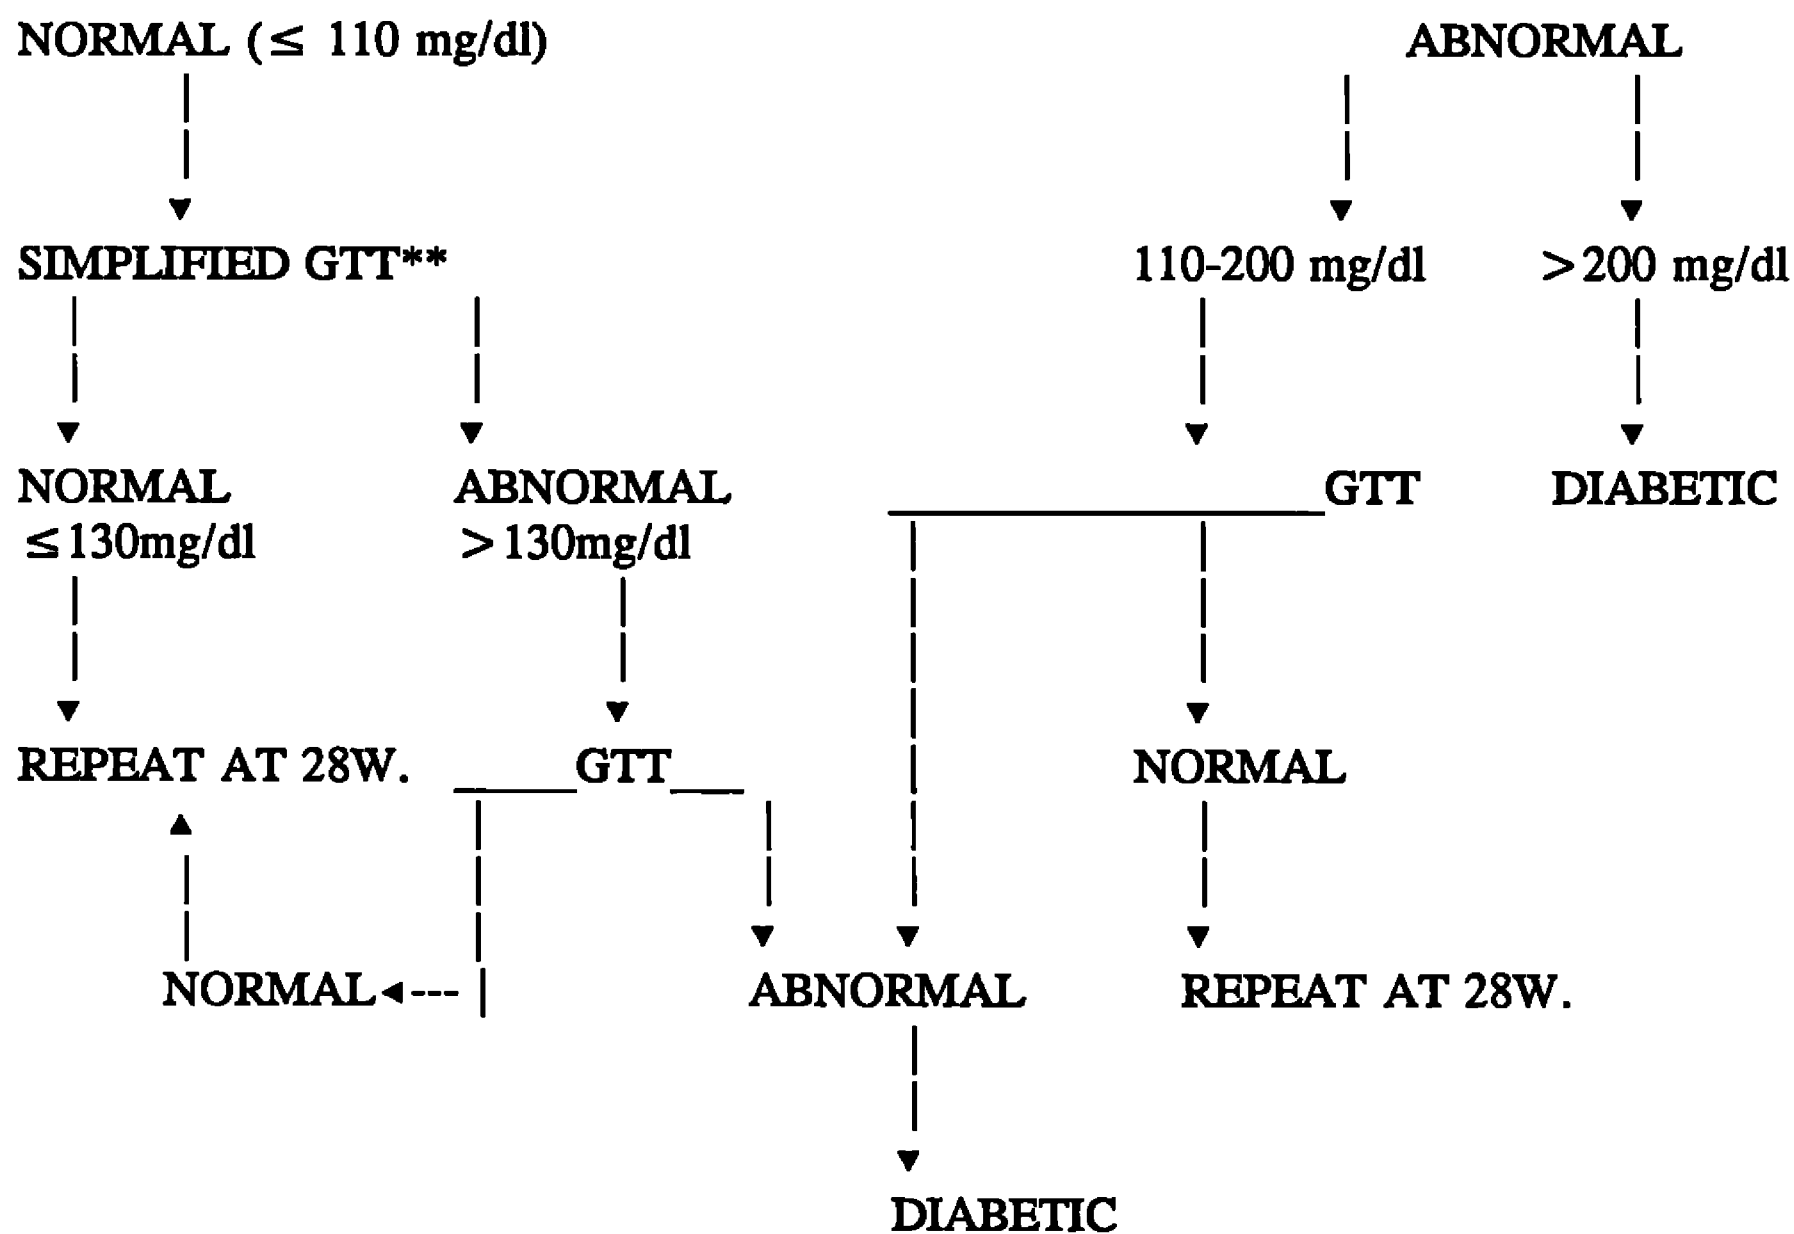 NORMAL (≤ 110 mg/dl)
ABNORMAL
SIMPLIFIED GTT**
110-200 mg/dl
>200 mg/dl
NORMAL
≤130mg/dl
ABNORMAL
>130mg/dl
GTT
DIABETIC
REPEAT AT 28W.
GTT
NORMAL
NORMAL
ABNORMAL
REPEAT AT 28W.
DIABETIC